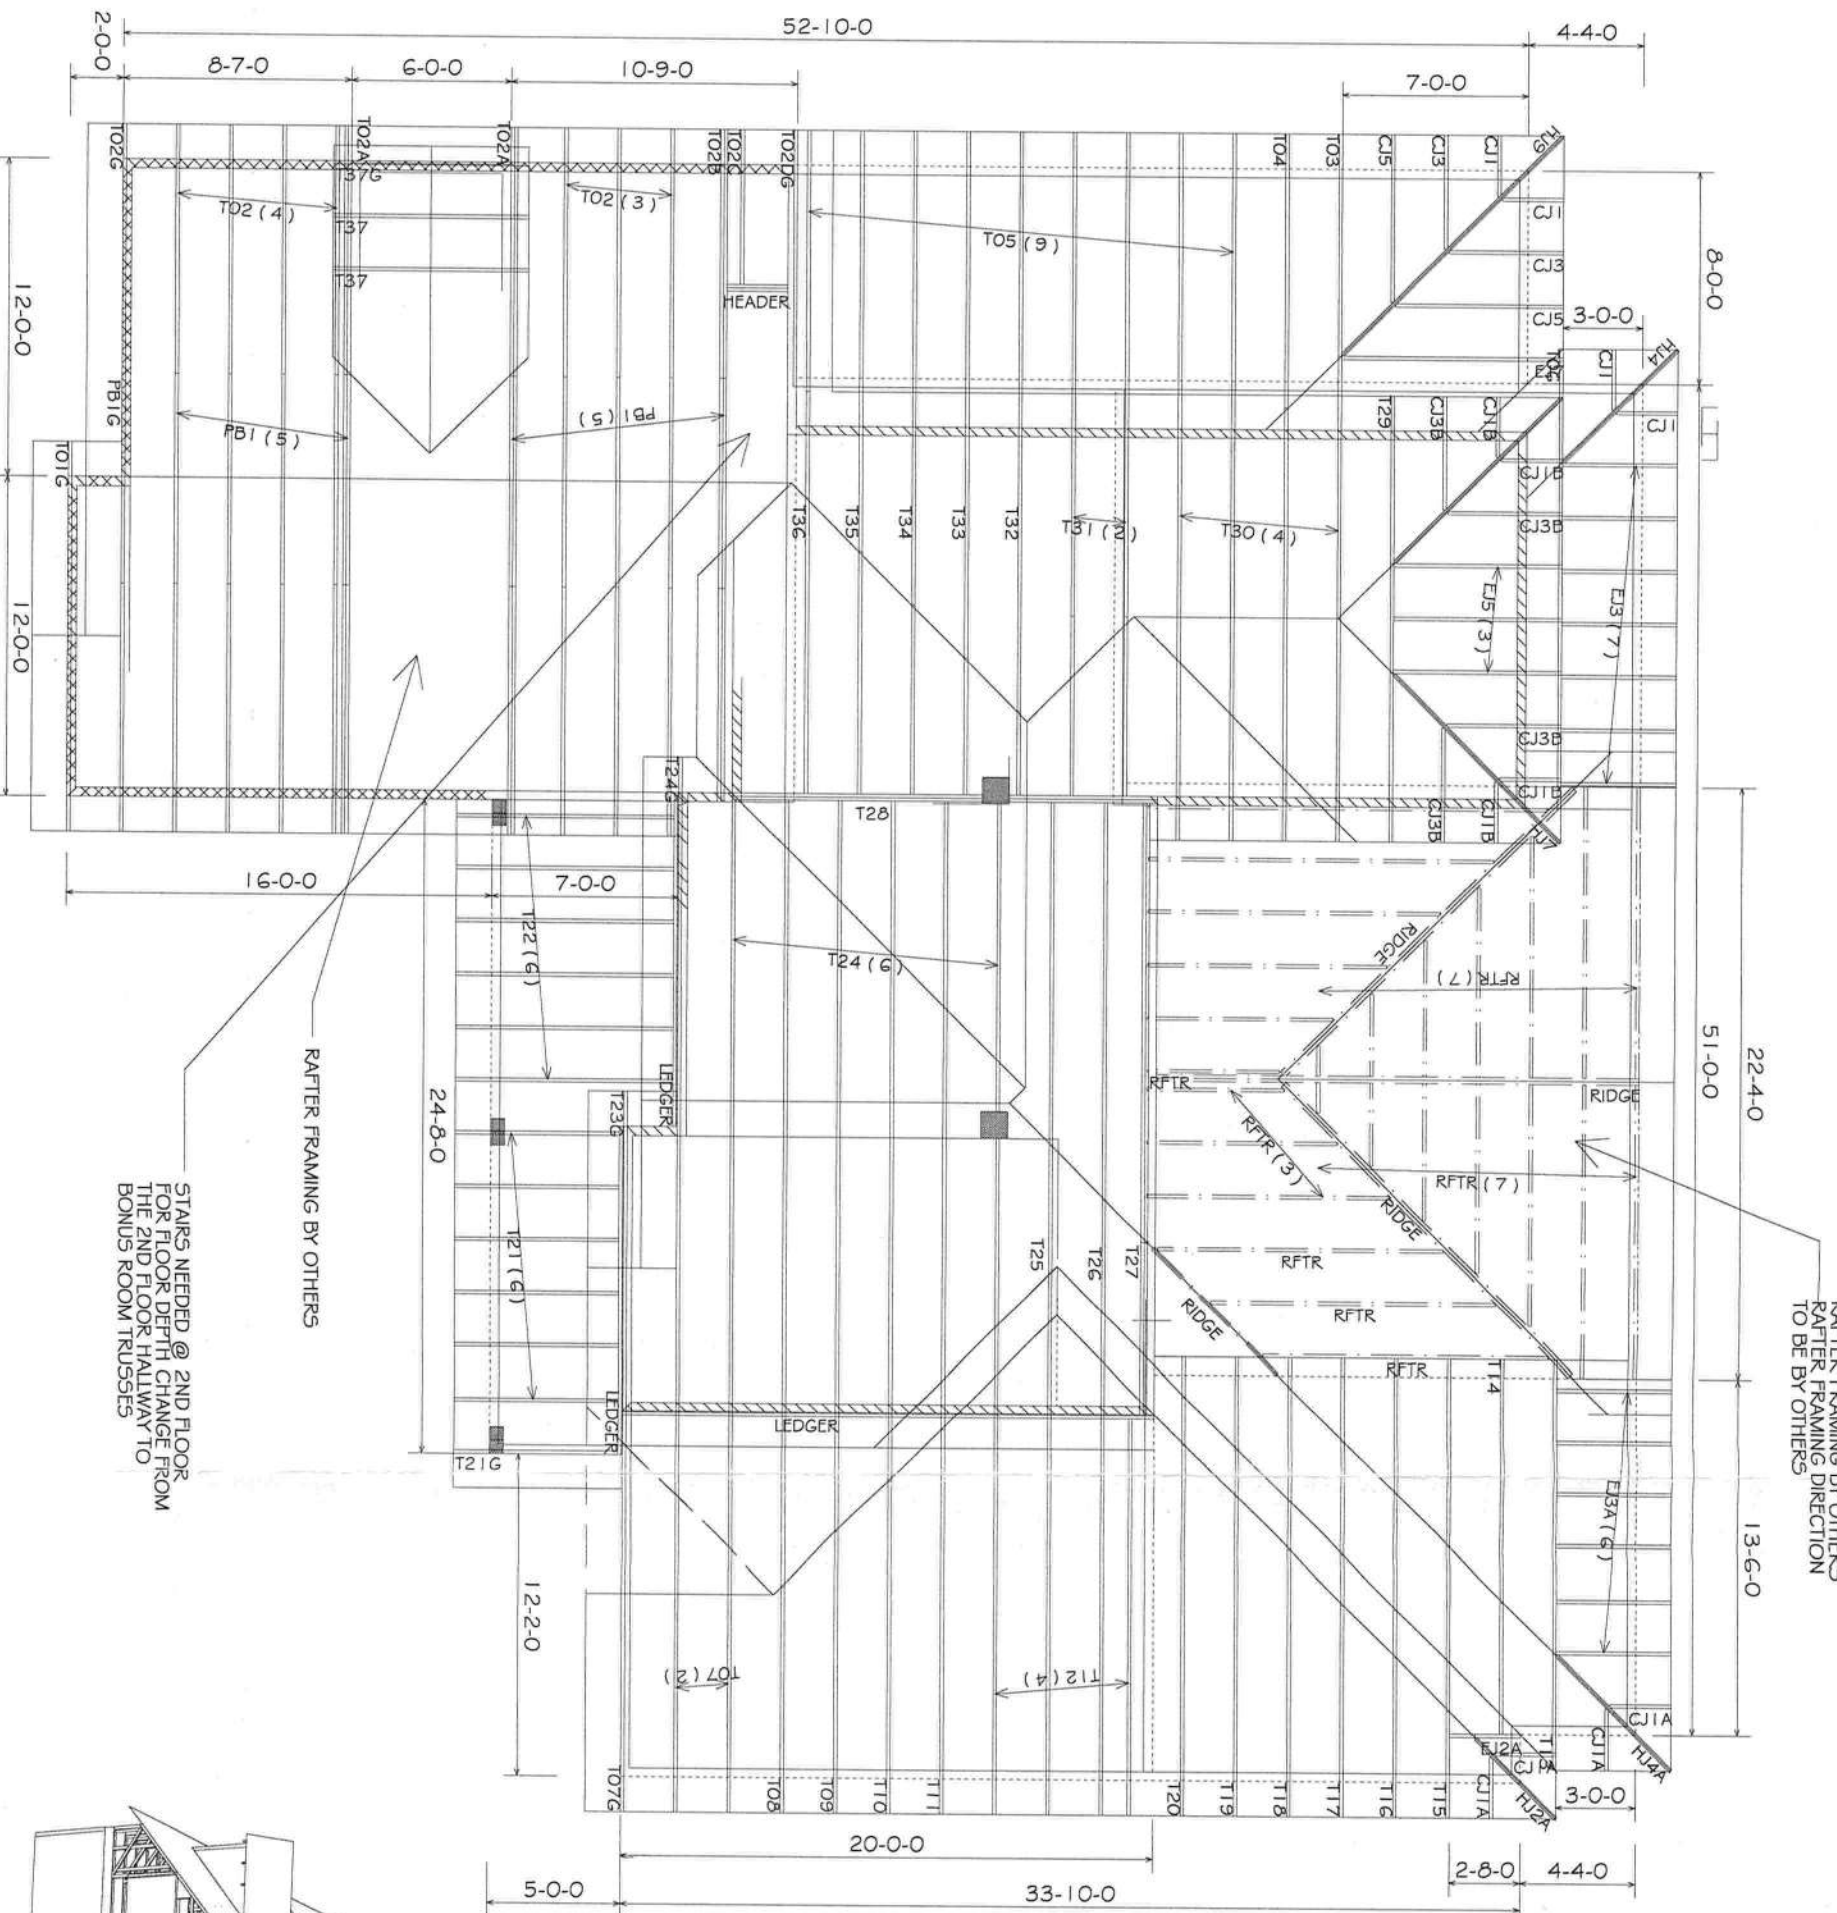 52-10-0
4-4-0
2-0-0
8-7-0
6-0-0
10-9-0
7-0-0
T02G
T02A
37G
T02A
T02B
T02C
T02DG
T04
T03
CJ5
CJ3
CJ1
HJ9
T02 (4)
T37
T37
T02 (3)
HEADER
T05 (9)
CJ1
CJ3
CJ5
8-0-0
3-0-0
HJ4
CJ1
CJ1
12-0-0
PB1G
PB1 (5)
PB1 (5)
T29
CJ3B
CJ1B
CJ1B
CJ3B
T01G
T36
T35
T34
T33
T32
T31 (2)
T30 (4)
EJ5 (3)
EJ3 (7)
12-0-0
CJ3B
CJ1B
T24G
T28
CJ3B
CJ1B
HJ7
16-0-0
7-0-0
T22 (6)
T24 (6)
RIDGE
RFTR (7)
51-0-0
22-4-0
RAFTER FRAMING BY OTHERS
24-8-0
LEDGER
T23G
RFTR
RIDGE
RFTR (3)
RFTR (7)
RIDGE
STAIRS NEEDED @ 2ND FLOOR
FOR FLOOR DEPTH CHANGE FROM
THE 2ND FLOOR HALLWAY TO
BONUS ROOM TRUSSES
T21 (6)
T25
T26
T27
RFTR
RIDGE
RFTR
RAFTER FRAMING BY OTHERS
RAFTER FRAMING DIRECTION
TO BE BY OTHERS
LEDGER
LEDGER
RFTR
T14
T21G
EJ3A (6)
13-6-0
12-2-0
T07 (2)
T12 (4)
CJ1A
EJ2A
CJ1A
CJ1A
HJ4A
T07G
T08
T09
T10
T11
T20
T19
T18
T17
T16
T15
CJ1A
HJ2A
3-0-0
20-0-0
2-8-0
4-4-0
5-0-0
33-10-0